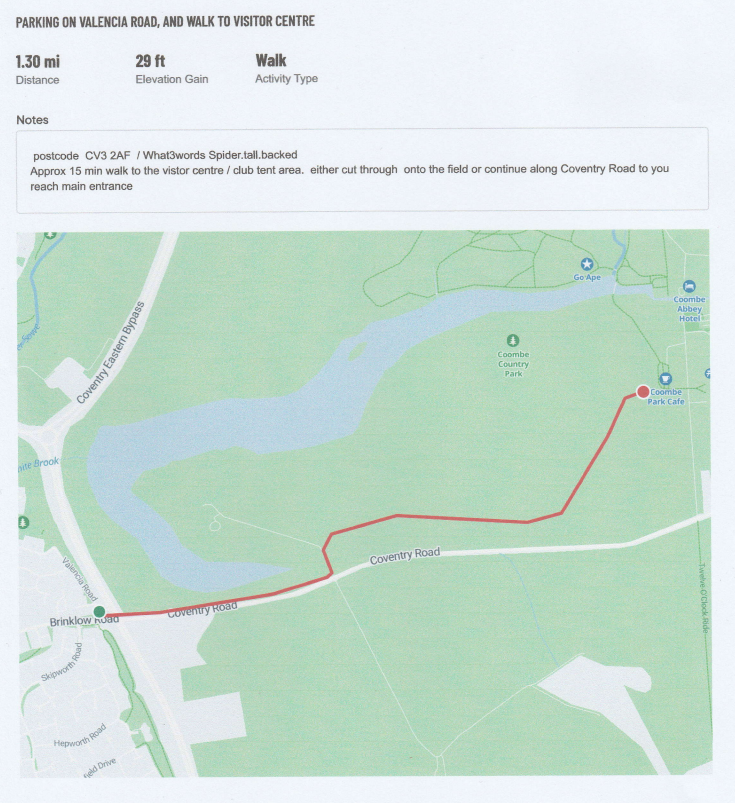 PARKING ON VALENCIA ROAD, AND WALK TO VISITOR CENTRE
1.30 mi
29 ft
Walk
Distance
Elevation Gain
Activity Type
Notes
postcode CV3 2AF / What3words Spider.tall.backed
Approx 15 min walk to the vistor centre / club tent area. either cut through onto the field or continue along Coventry Road to you
reach main entrance
Coventry Eastern Bypass
Go Ape
Coombe
Abbey
Hotel
Coombe
Country
Park
Coombe
Park Cafe
Brook
Coventry Road
Valencia Road
Coventry Road
Brinklow Road
Twelve O'Clock Ride
Skipworth Road
Hepworth Road
field Drive